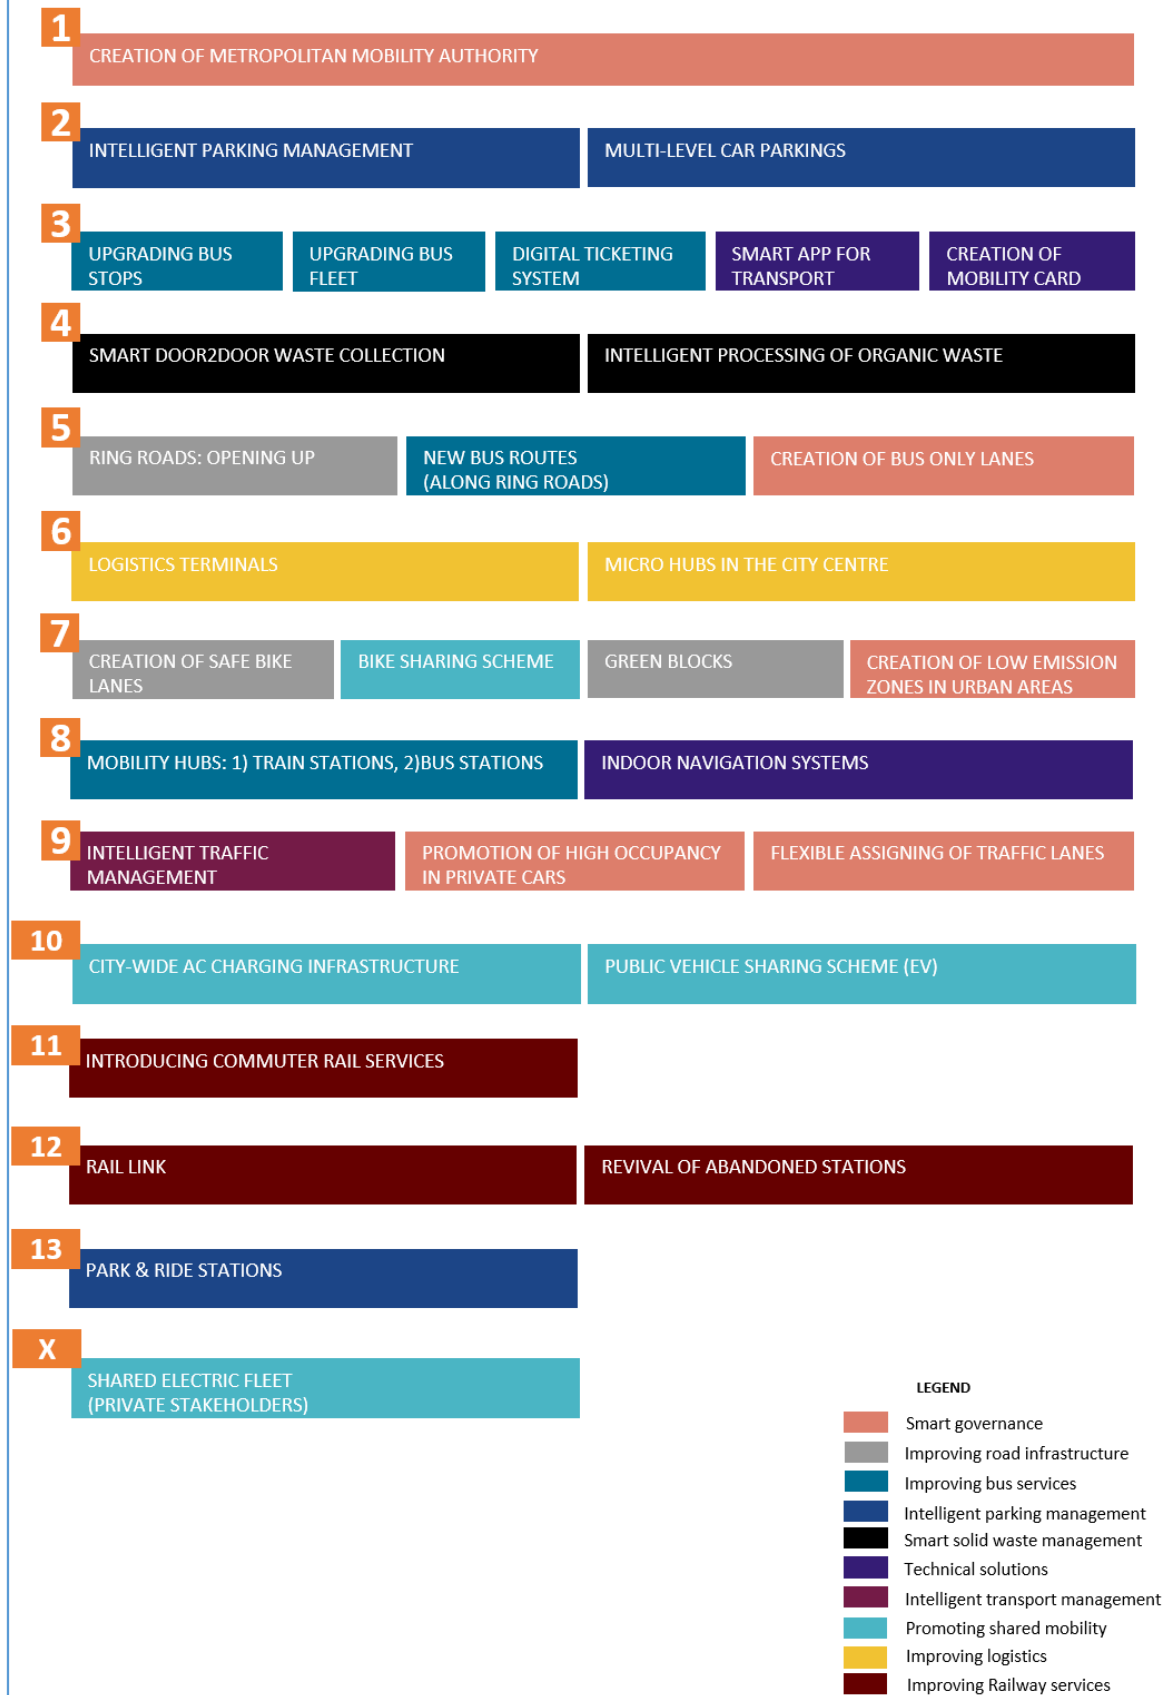 1
CREATION OF METROPOLITAN MOBILITY AUTHORITY
2
INTELLIGENT PARKING MANAGEMENT
MULTI-LEVEL CAR PARKINGS
3
UPGRADING BUS
STOPS
UPGRADING BUS
FLEET
DIGITAL TICKETING
SYSTEM
SMART APP FOR
TRANSPORT
CREATION OF
MOBILITY CARD
4
SMART DOOR2DOOR WASTE COLLECTION
INTELLIGENT PROCESSING OF ORGANIC WASTE
5
RING ROADS: OPENING UP
NEW BUS ROUTES
(ALONG RING ROADS)
CREATION OF BUS ONLY LANES
6
LOGISTICS TERMINALS
MICRO HUBS IN THE CITY CENTRE
7
CREATION OF SAFE BIKE
LANES
BIKE SHARING SCHEME
GREEN BLOCKS
CREATION OF LOW EMISSION
ZONES IN URBAN AREAS
8
MOBILITY HUBS: 1) TRAIN STATIONS, 2)BUS STATIONS
INDOOR NAVIGATION SYSTEMS
9
INTELLIGENT TRAFFIC
MANAGEMENT
PROMOTION OF HIGH OCCUPANCY
IN PRIVATE CARS
FLEXIBLE ASSIGNING OF TRAFFIC LANES
10
CITY-WIDE AC CHARGING INFRASTRUCTURE
PUBLIC VEHICLE SHARING SCHEME (EV)
11
INTRODUCING COMMUTER RAIL SERVICES
12
RAIL LINK
REVIVAL OF ABANDONED STATIONS
13
PARK & RIDE STATIONS
X
SHARED ELECTRIC FLEET
(PRIVATE STAKEHOLDERS)
LEGEND
Smart governance
Improving road infrastructure
Improving bus services
Intelligent parking management
Smart solid waste management
Technical solutions
Intelligent transport management
Promoting shared mobility
Improving logistics
Improving Railway services